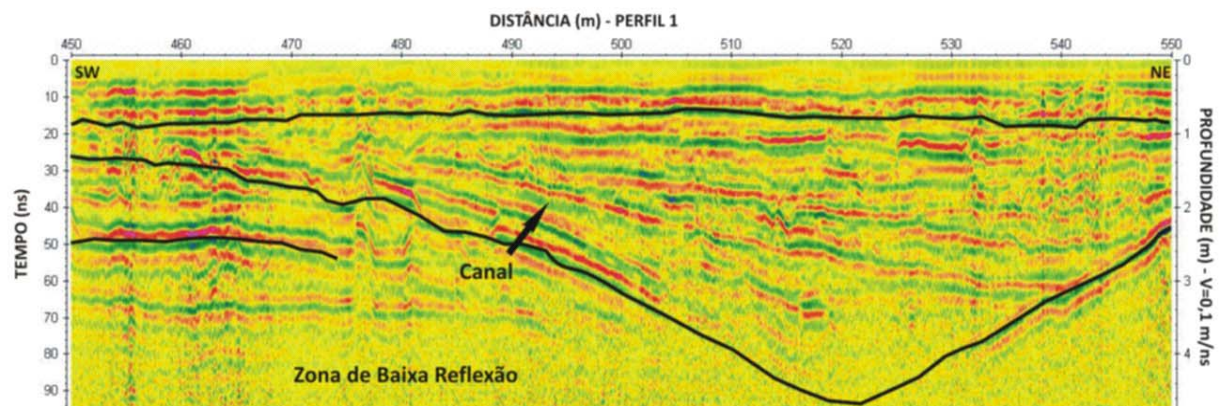 DISTÂNCIA (m) - PERFIL 1
450 460 470 480 490 500 510 520 530 540 550
SW NE
0 10 20 30 40 50 60 70 80 90
TEMPO (ns)
0 1 2 3 4
PROFUNDIDADE (m) - V=0,1 m/ns
Canal
Zona de Baixa Reflexão